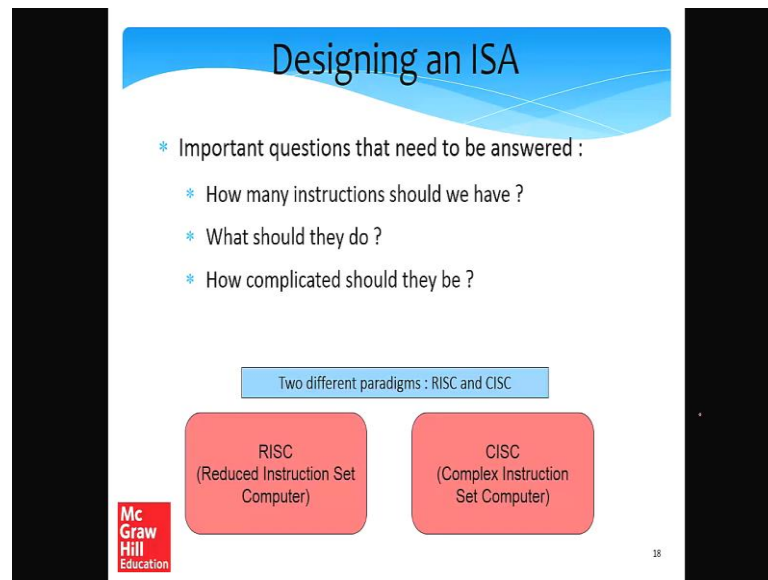 Designing an ISA
* Important questions that need to be answered :
* How many instructions should we have ?
* What should they do ?
* How complicated should they be ?
Two different paradigms : RISC and CISC
RISC
(Reduced Instruction Set
Computer)
CISC
(Complex Instruction
Set Computer)
Mc
Graw
Hill
Education
18